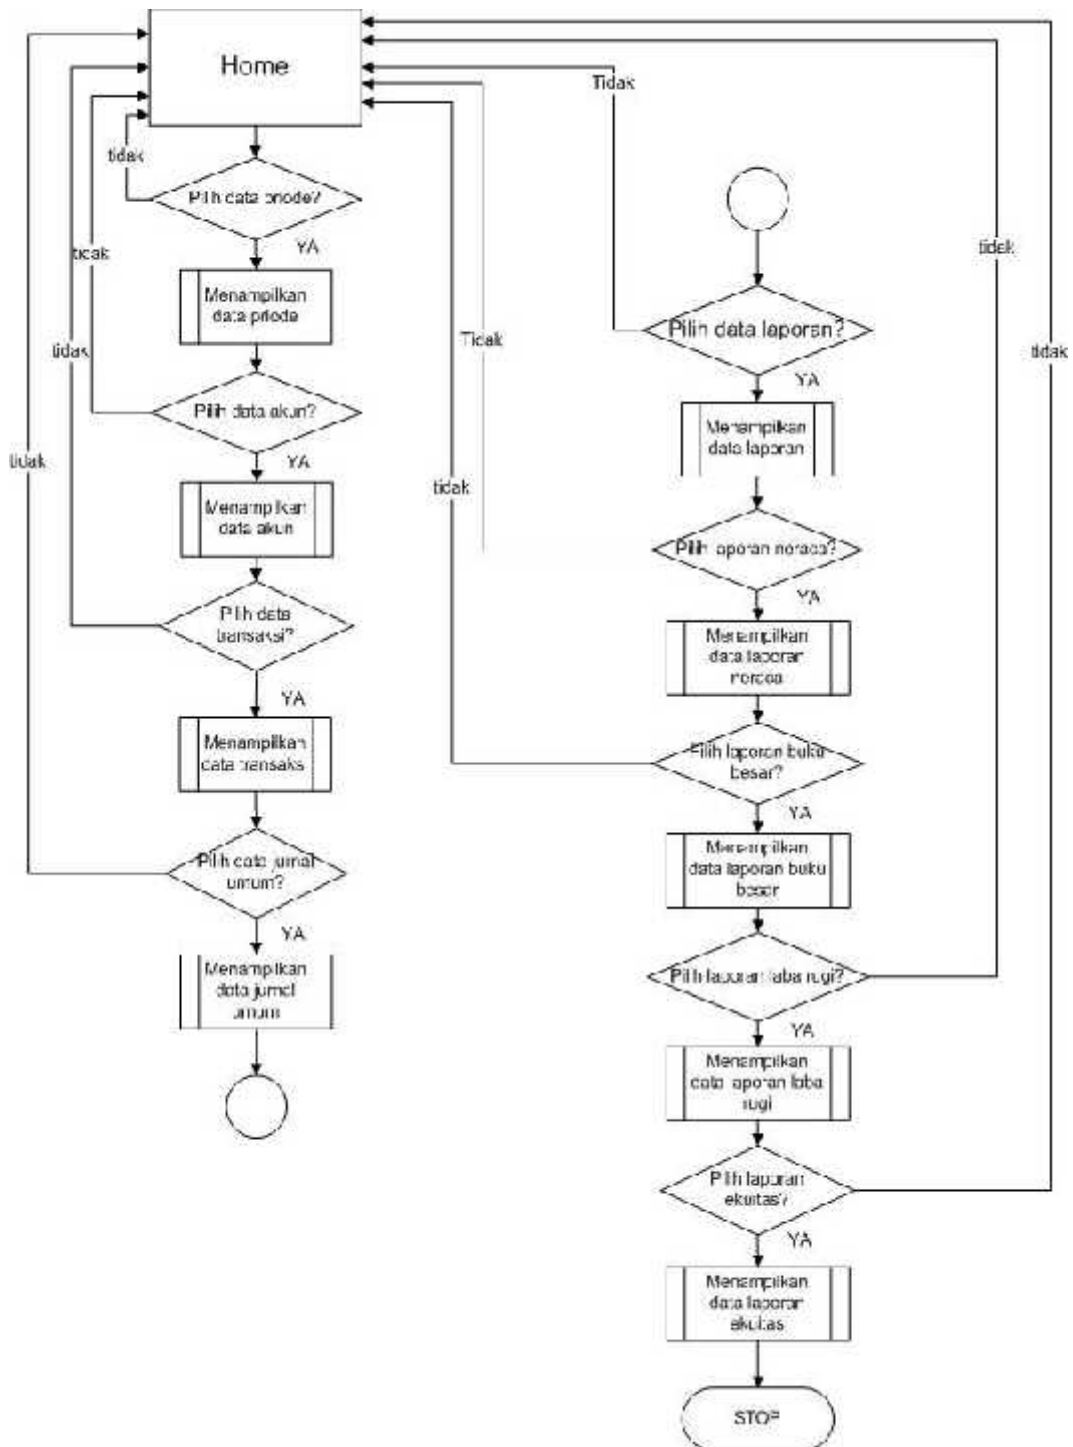 Home
tidak
Pilih data priode?
YA
Menampilkan
data priode
tidak
Pilih data akun?
YA
Menampilkan
data akun
tidak
Pilih data
transaksi?
YA
Menampilkan
data transaks
tidak
Pilih data jurnal
umum?
YA
Menampilkan
data jurnal
umum
Tidak
Pilih data laporan?
YA
Menampilkan
data laporan
Tidak
Pilih laporan neraca?
YA
Menampilkan
data laporan
neraca
tidak
Pilih laporan buku
besar?
YA
Menampilkan
data laporan buku
besar
tidak
Pilih laporan laba rugi?
YA
Menampilkan
data laporan laba
rugi
tidak
Pilih laporan
ekuitas?
YA
Menampilkan
data laporan
ekuitas
STOP